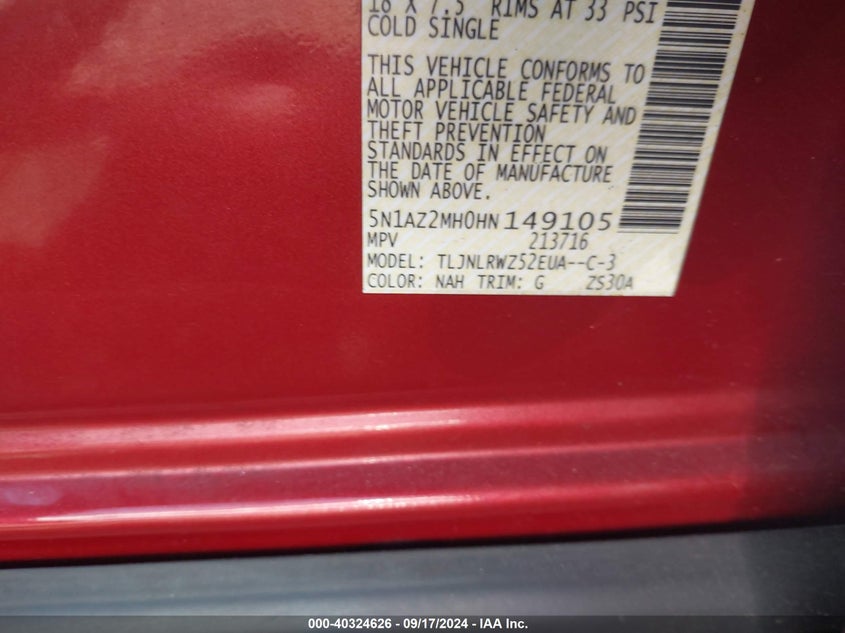 18 X 7.5 RIMS AT 33 PSI
COLD SINGLE
THIS VEHICLE CONFORMS TO
ALL APPLICABLE FEDERAL
MOTOR VEHICLE SAFETY AND
THEFT PREVENTION
STANDARDS IN EFFECT ON
THE DATE OF MANUFACTURE
SHOWN ABOVE.
5N1AZ2MH0HN 149105
MPV 213716
MODEL: TLJNLRWZ52EUA--C-3
COLOR: NAH TRIM: G ZS30A
000-40324626 - 09/17/2024 - IAA Inc.